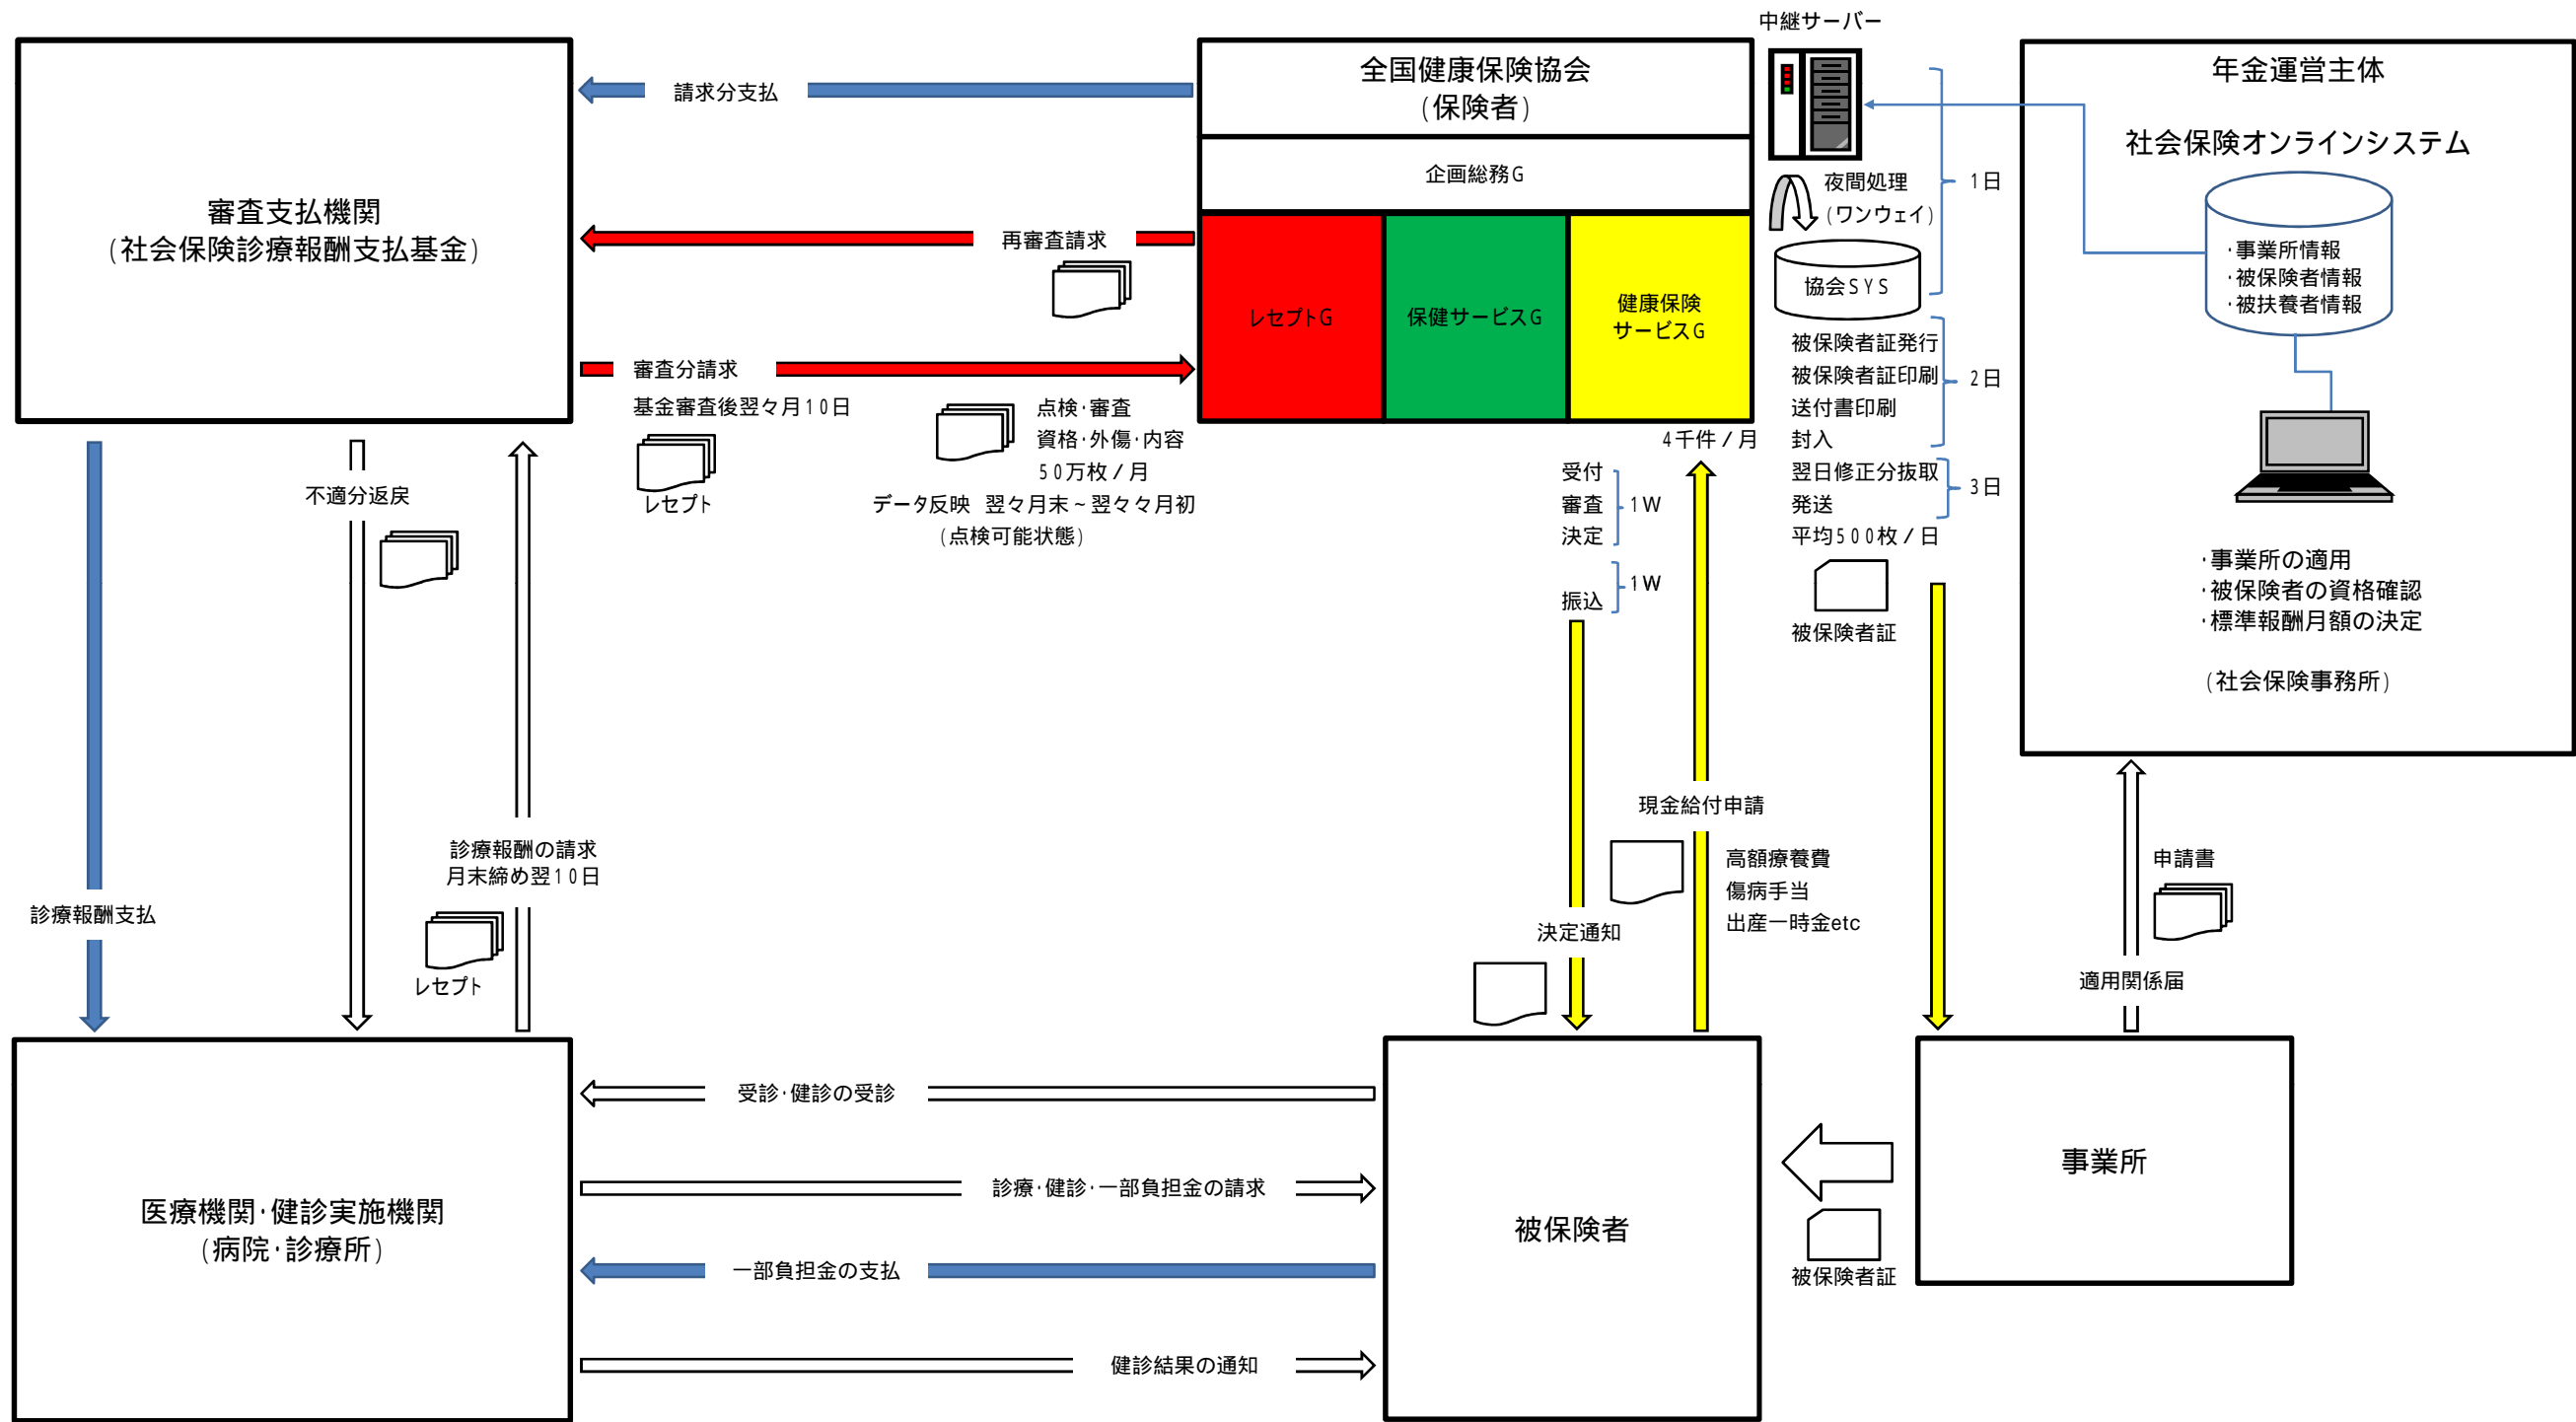 中継サーバー
全国健康保険協会
(保険者)
企画総務G
レセプトG
保健サービスG
健康保険
サービスG
年金運営主体
社会保険オンラインシステム
・事業所情報
・被保険者情報
・被扶養者情報
・事業所の適用
・被保険者の資格確認
・標準報酬月額の決定
(社会保険事務所)
審査支払機関
(社会保険診療報酬支払基金)
請求分支払
再審査請求
審査分請求
基金審査後翌々月10日
レセプト
点検・審査
資格・外傷・内容
50万枚/月
データ反映 翌々月末~翌々々月初
(点検可能状態)
夜間処理
(ワンウェイ)
1日
協会SYS
被保険者証発行
被保険者証印刷
送付書印刷
封入
2日
翌日修正分抜取
発送
3日
平均500枚/日
被保険者証
4千件/月
受付
審査
決定
1W
振込
1W
不適分返戻
診療報酬の請求
月末締め翌10日
レセプト
診療報酬支払
現金給付申請
高額療養費
傷病手当
出産一時金etc
決定通知
申請書
適用関係届
医療機関・健診実施機関
(病院・診療所)
受診・健診の受診
診療・健診・一部負担金の請求
一部負担金の支払
健診結果の通知
被保険者
被保険者証
事業所